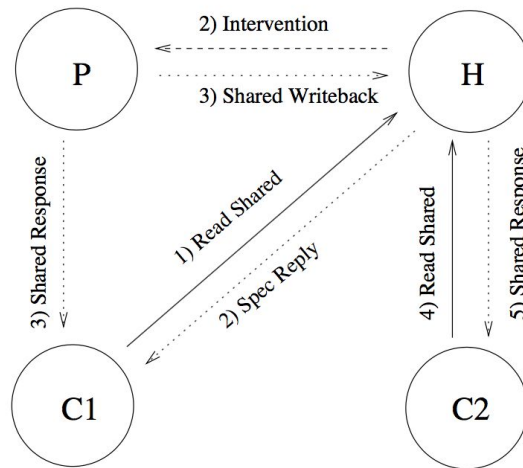 2) Intervention
P
H
3) Shared Writeback
3) Shared Response
1) Read Shared
2) Spec Reply
4) Read Shared
5) Shared Response
C1
C2